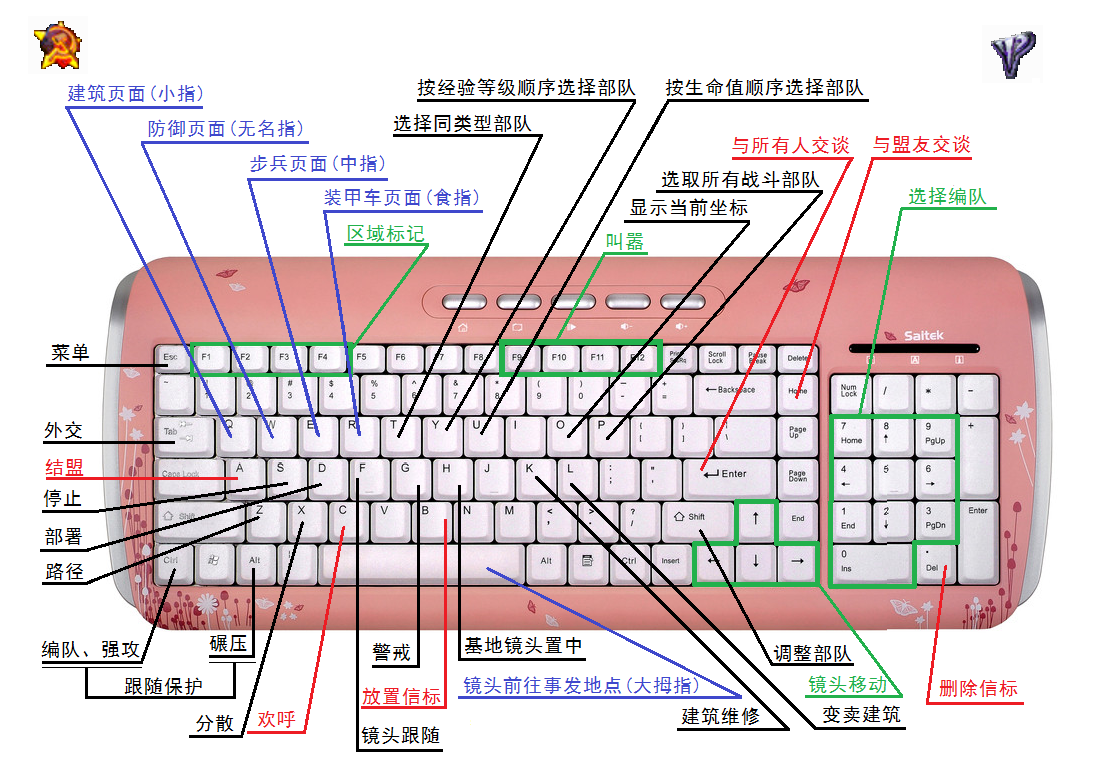 按经验等级顺序选择部队
按生命值顺序选择部队
建筑页面(小指)
选择同类型部队
防御页面(无名指)
与所有人交谈
与盟友交谈
步兵页面(中指)
选取所有战斗部队
装甲车页面(食指)
选择编队
显示当前坐标
区域标记
叫嚣
Saitek
菜单
Esc F1 F2 F3 F4 F5 F6 F7 F8 F9 F10 F11 F12 Scroll Lock Pause Break Delete
~ ! # $ % ^ & * ( ) — +
1 2 3 4 5 6 7 8 9 0 - = ←Backspace Home
Num Lock / * -
外交
Tab Q W E R T Y U I O P { [ } ] | \ Page Up
7 Home 8 ↑ 9 PgUp +
结盟
Caps Lock A S D F G H J K L : ; " ' Enter Page Down
4 ← 5 6 →
停止
Shift Z X C V B N M < , > . ? / Shift ↑ End
1 End 2 ↓ 3 PgDn Enter
部署
路径
Ctrl Alt Alt Ctrl Insert ← ↓ →
0 Ins . Del
编队、强攻
碾压
警戒
基地镜头置中
调整部队
跟随保护
放置信标
镜头前往事发地点(大拇指)
镜头移动
删除信标
分散
欢呼
镜头跟随
建筑维修
变卖建筑